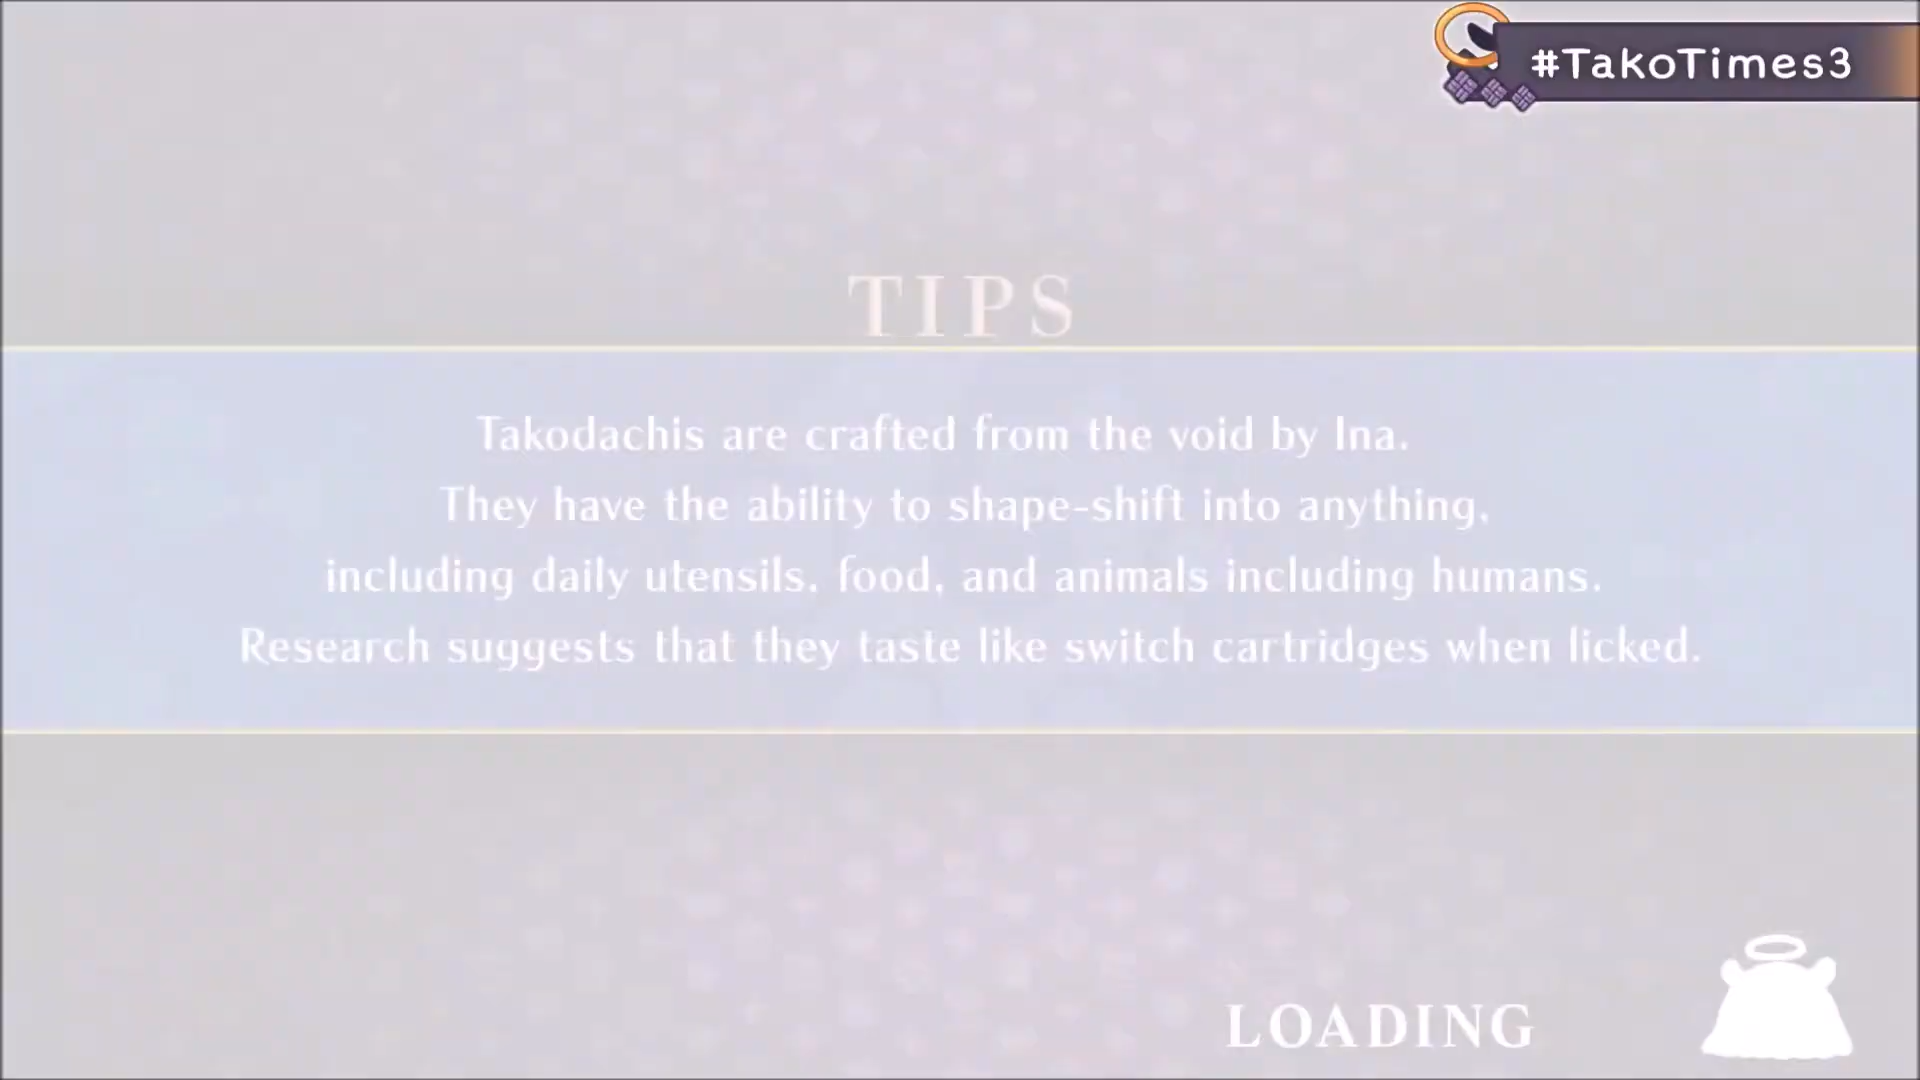 #TakoTimes3
TIPS
Takodachis are crafted from the void by Ina.
They have the ability to shape-shift into anything,
including daily utensils, food, and animals including humans.
Research suggests that they taste like switch cartridges when licked.
LOADING